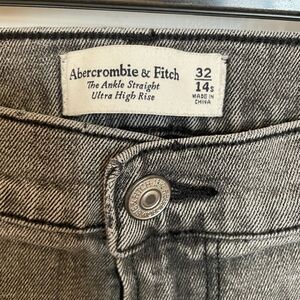 Abercrombie & Fitch
The Ankle Straight
Ultra High Rise
32
14s
MADE IN
CHINA